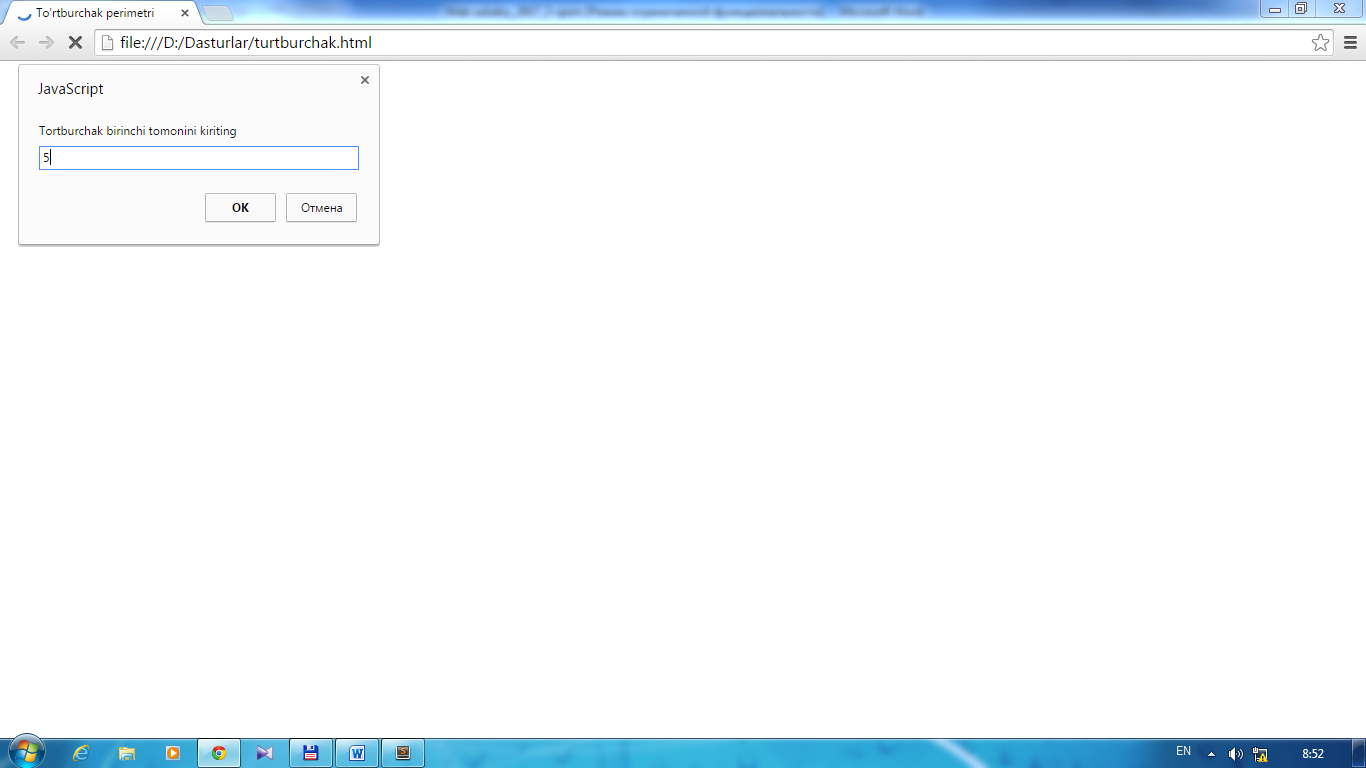 To'rtburchak perimetri
file:///D:/Dasturlar/turtburchak.html
JavaScript
Tortburchak birinchi tomonini kiriting
5
OK
Отмена
EN
8:52